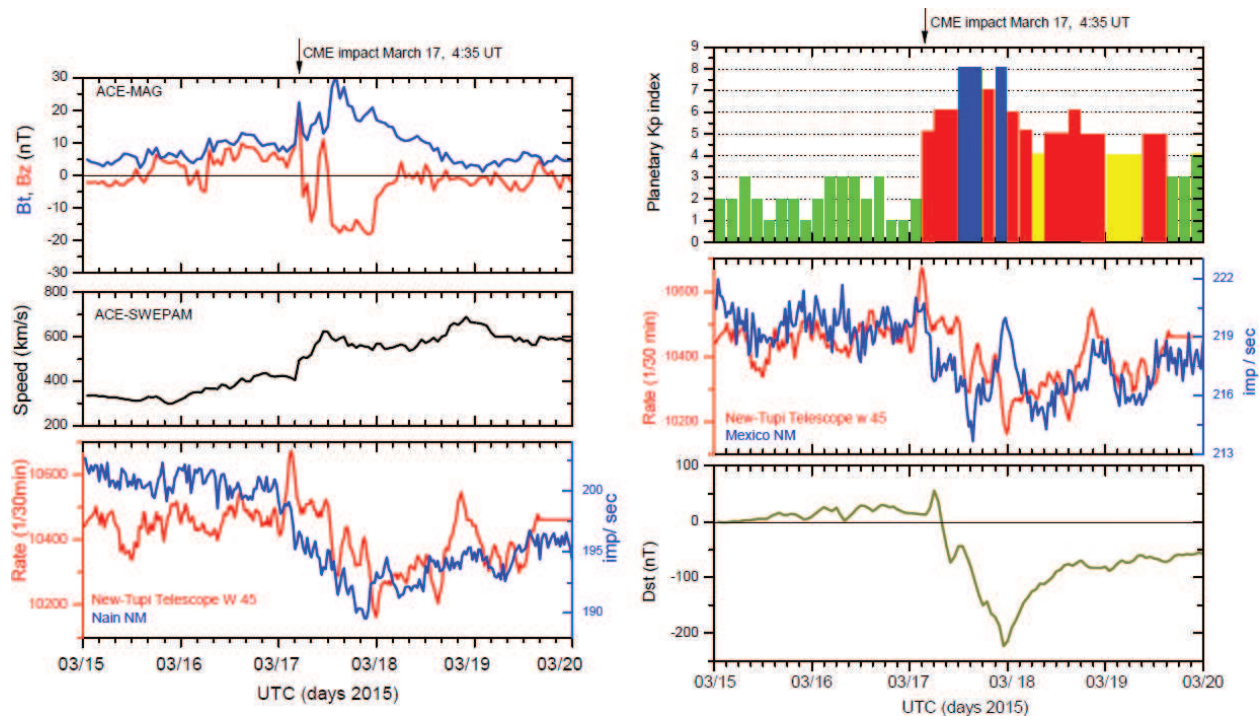 CME impact March 17, 4:35 UT
30
20
10
0
-10
-20
-30
Bt, Bz (nT)
ACE-MAG
800
600
400
200
Speed (km/s)
ACE-SWEPAM
10600
10400
10200
Rate (1/30min)
200
195
190
imp/ sec
New-Tupi Telescope W 45
Nain NM
03/15 03/16 03/17 03/18 03/19 03/20
UTC (days 2015)
CME impact March 17, 4:35 UT
9
8
7
6
5
4
3
2
1
0
Planetary Kp index
10600
10400
10200
Rate (1/30 min)
222
219
216
213
imp/ sec
New-Tupi Telescope w 45
Mexico NM
100
0
-100
-200
Dst (nT)
03/15 03/16 03/17 03/ 18 03/19 03/20
UTC (days 2015)